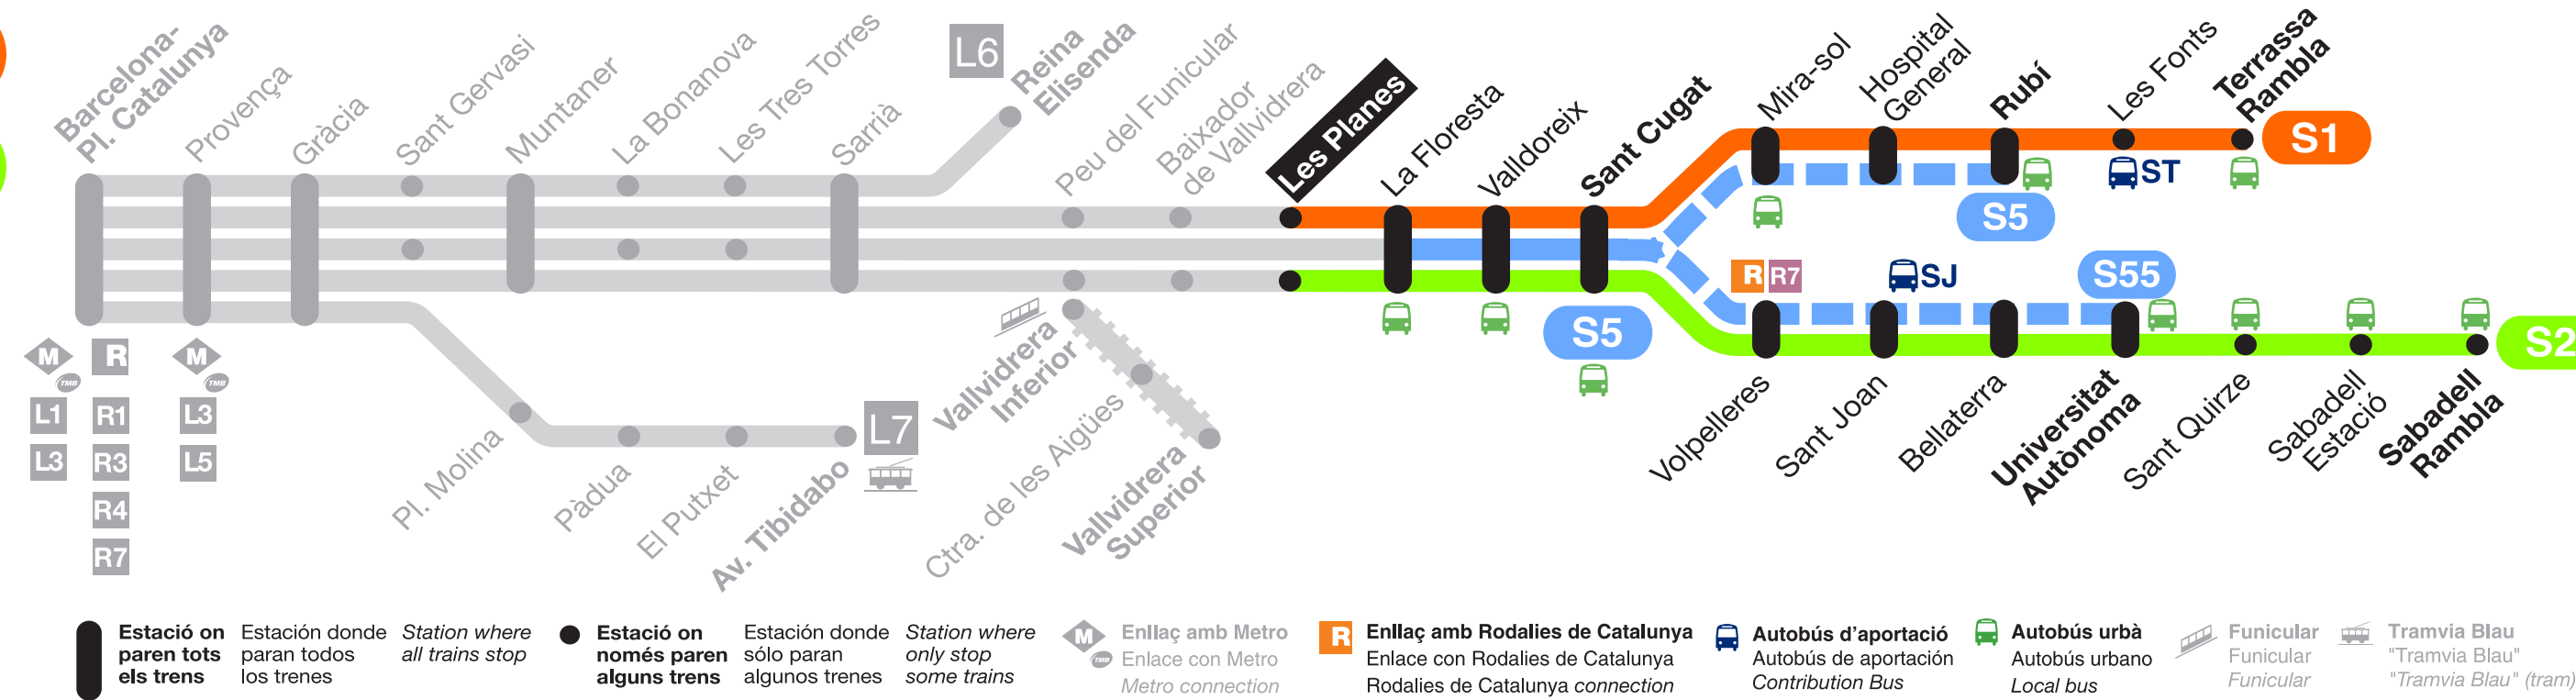 Barcelona-
Pl. Catalunya
Provença
Gràcia
Sant Gervasi
Muntaner
La Bonanova
Les Tres Torres
Sarrià
L6
Reina
Elisenda
Peu del Funicular
Baixador
de Vallvidrera
Les Planes
La Floresta
Valldoreix
Sant Cugat
Mira-sol
Hospital
General
Rubí
Les Fonts
Terrassa
Rambla
S1
ST
S5
R R7
SJ
S55
S5
S2
M
TMB
L1
L3
R
R1
R3
R4
R7
M
TMB
L3
L5
Pl. Molina
Pàdua
El Putxet
Av. Tibidabo
L7
Vallvidrera
Inferior
Ctra. de les Aigües
Vallvidrera
Superior
Volpelleres
Sant Joan
Bellaterra
Universitat
Autònoma
Sant Quirze
Sabadell
Estació
Sabadell
Rambla
Estació on
paren tots
els trens
Estación donde
paran todos
los trenes
Station where
all trains stop
Estació on
només paren
alguns trens
Estación donde
sólo paran
algunos trenes
Station where
only stop
some trains
M
TMB
Enllaç amb Metro
Enlace con Metro
Metro connection
R
Enllaç amb Rodalies de Catalunya
Enlace con Rodalies de Catalunya
Rodalies de Catalunya connection
Autobús d'aportació
Autobús de aportación
Contribution Bus
Autobús urbà
Autobús urbano
Local bus
Funicular
Funicular
Funicular
Tramvia Blau
"Tramvia Blau"
"Tramvia Blau" (tram)